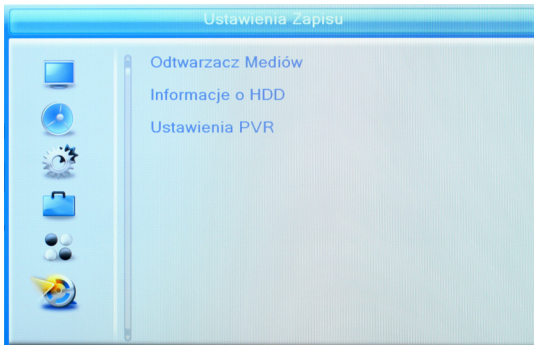 Ustawienia Zapisu
Odtwarzacz Mediów
Informacje o HDD
Ustawienia PVR